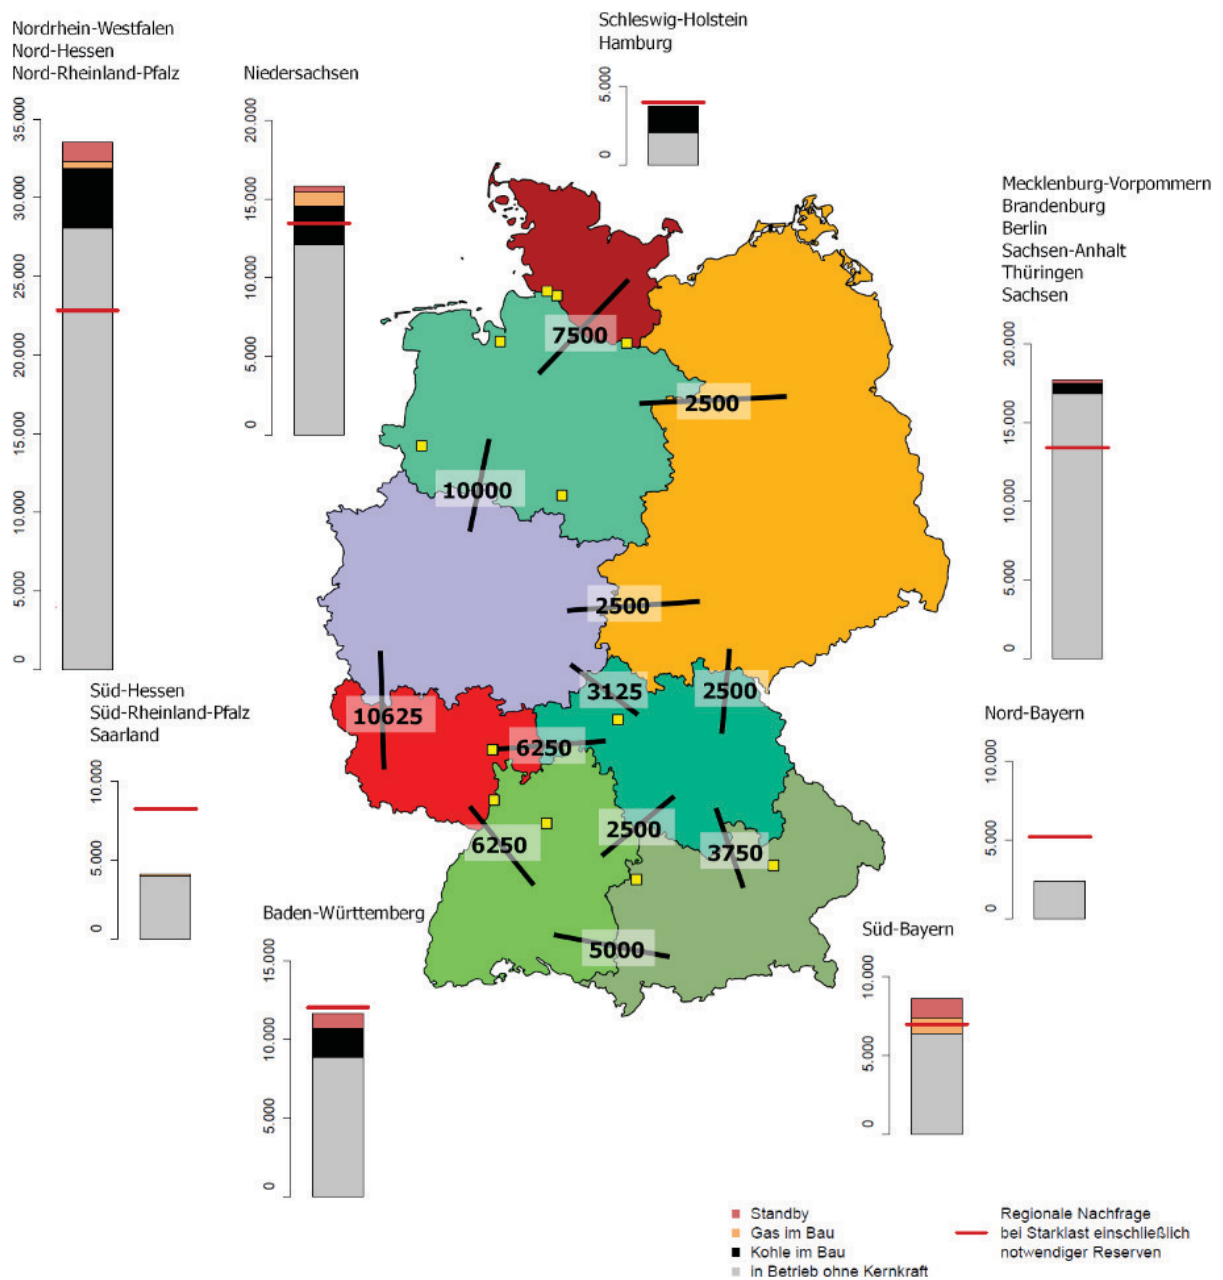 Nordrhein-Westfalen
Nord-Hessen
Nord-Rheinland-Pfalz
35.000
30.000
25.000
20.000
15.000
10.000
5.000
0
Niedersachsen
20.000
15.000
10.000
5.000
0
Schleswig-Holstein
Hamburg
5.000
0
Mecklenburg-Vorpommern
Brandenburg
Berlin
Sachsen-Anhalt
Thüringen
Sachsen
20.000
15.000
10.000
5.000
0
7500
2500
10000
2500
3125
2500
10625
6250
2500
6250
3750
5000
Süd-Hessen
Süd-Rheinland-Pfalz
Saarland
10.000
5.000
0
Nord-Bayern
10.000
5.000
0
Baden-Württemberg
15.000
10.000
5.000
0
Süd-Bayern
10.000
5.000
0
Standby
Gas im Bau
Kohle im Bau
in Betrieb ohne Kernkraft
Regionale Nachfrage
bei Starklast einschließlich
notwendiger Reserven